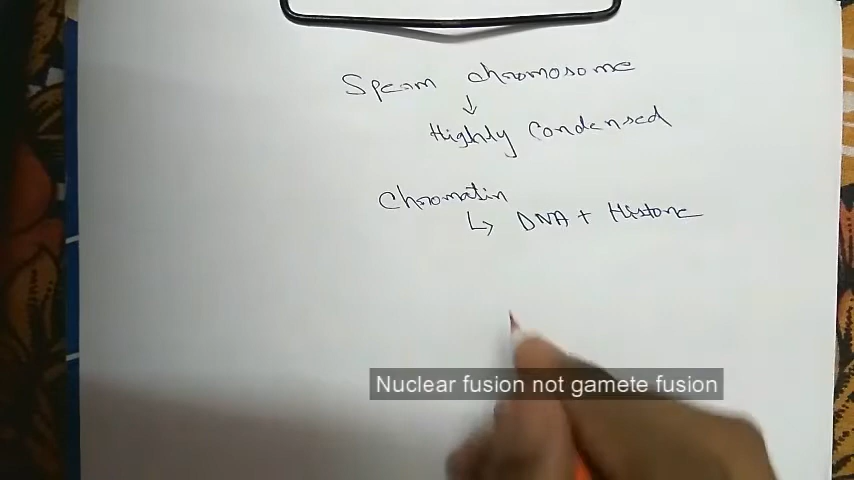 Sperm chromosome
↓
Highly Condensed
Chromatin
↳ DNA + Histone
Nuclear fusion not gamete fusion